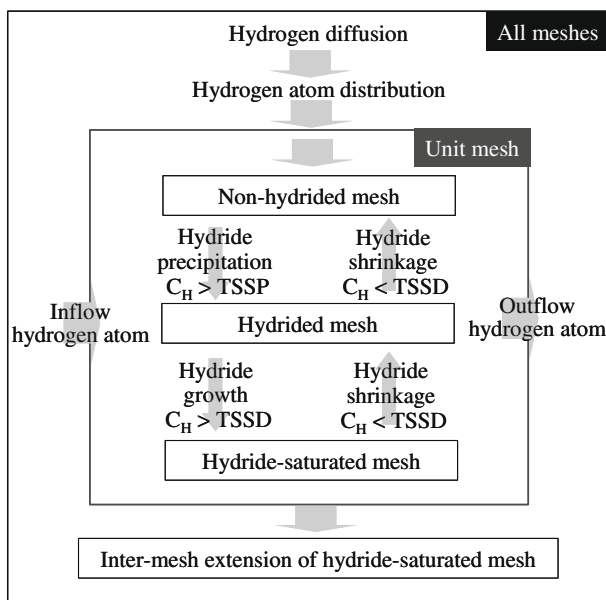 Hydrogen diffusion
All meshes
Hydrogen atom distribution
Unit mesh
Non-hydrided mesh
Hydride
precipitation
C_H > TSSP
Hydride
shrinkage
C_H < TSSD
Inflow
hydrogen atom
Hydrided mesh
Outflow
hydrogen atom
Hydride
growth
C_H > TSSD
Hydride
shrinkage
C_H < TSSD
Hydride-saturated mesh
Inter-mesh extension of hydride-saturated mesh